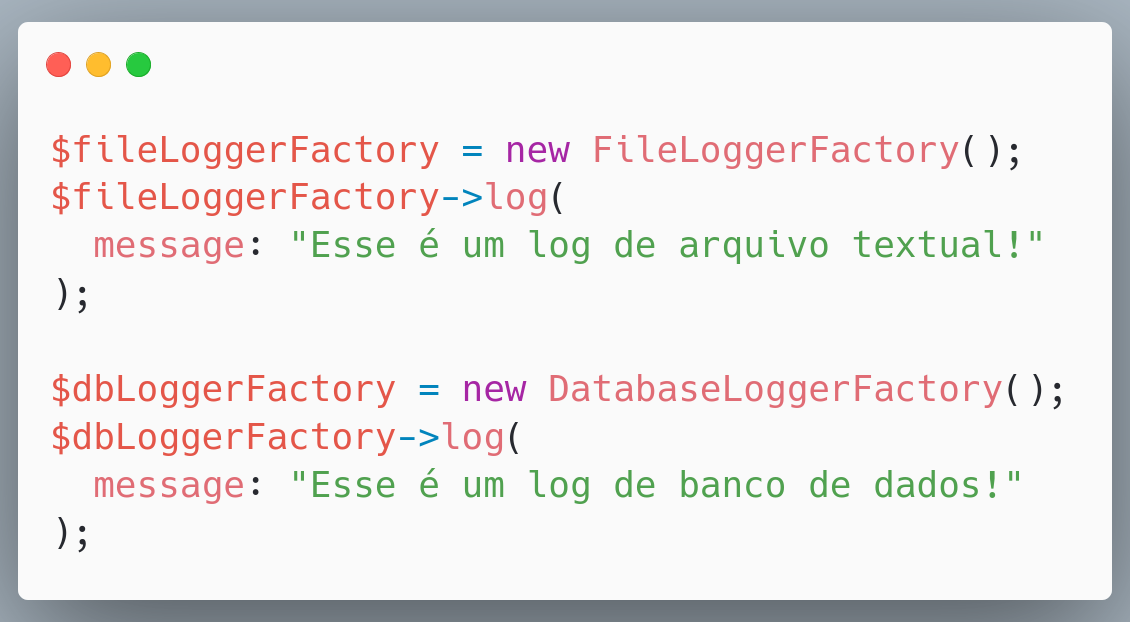 $fileLoggerFactory = new FileLoggerFactory();
$fileLoggerFactory->log(
  message: "Esse é um log de arquivo textual!"
);

$dbLoggerFactory = new DatabaseLoggerFactory();
$dbLoggerFactory->log(
  message: "Esse é um log de banco de dados!"
);